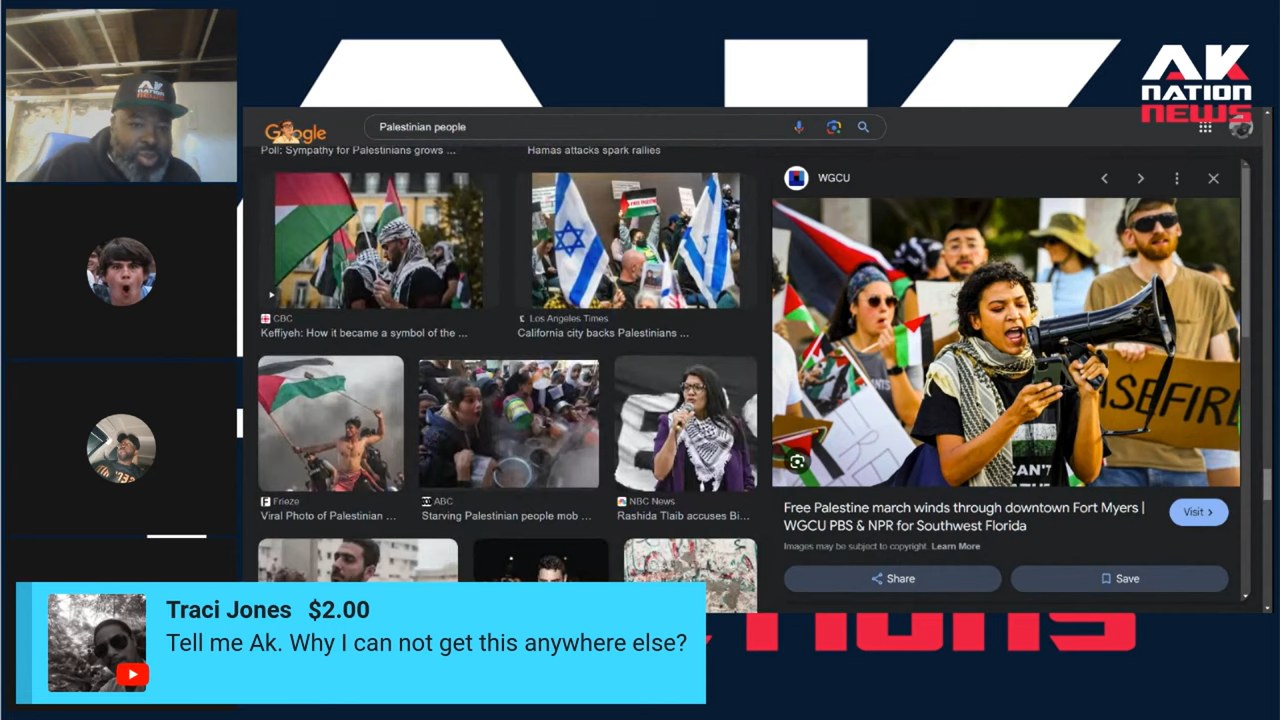 AK
NATION
NEWS
Google
Palestinian people
Poll: Sympathy for Palestinians grows ...
Hamas attacks spark rallies
WGCU
CBC
Keffiyeh: How it became a symbol of the ...
Los Angeles Times
California city backs Palestinians ...
ASEFIRE
CAN'T
Frieze
Viral Photo of Palestinian ...
ABC
Starving Palestinian people mob ...
NBC News
Rashida Tlaib accuses Bi...
Free Palestine march winds through downtown Fort Myers |
WGCU PBS & NPR for Southwest Florida
Visit
Images may be subject to copyright. Learn More
Share
Save
Traci Jones $2.00
Tell me Ak. Why I can not get this anywhere else?